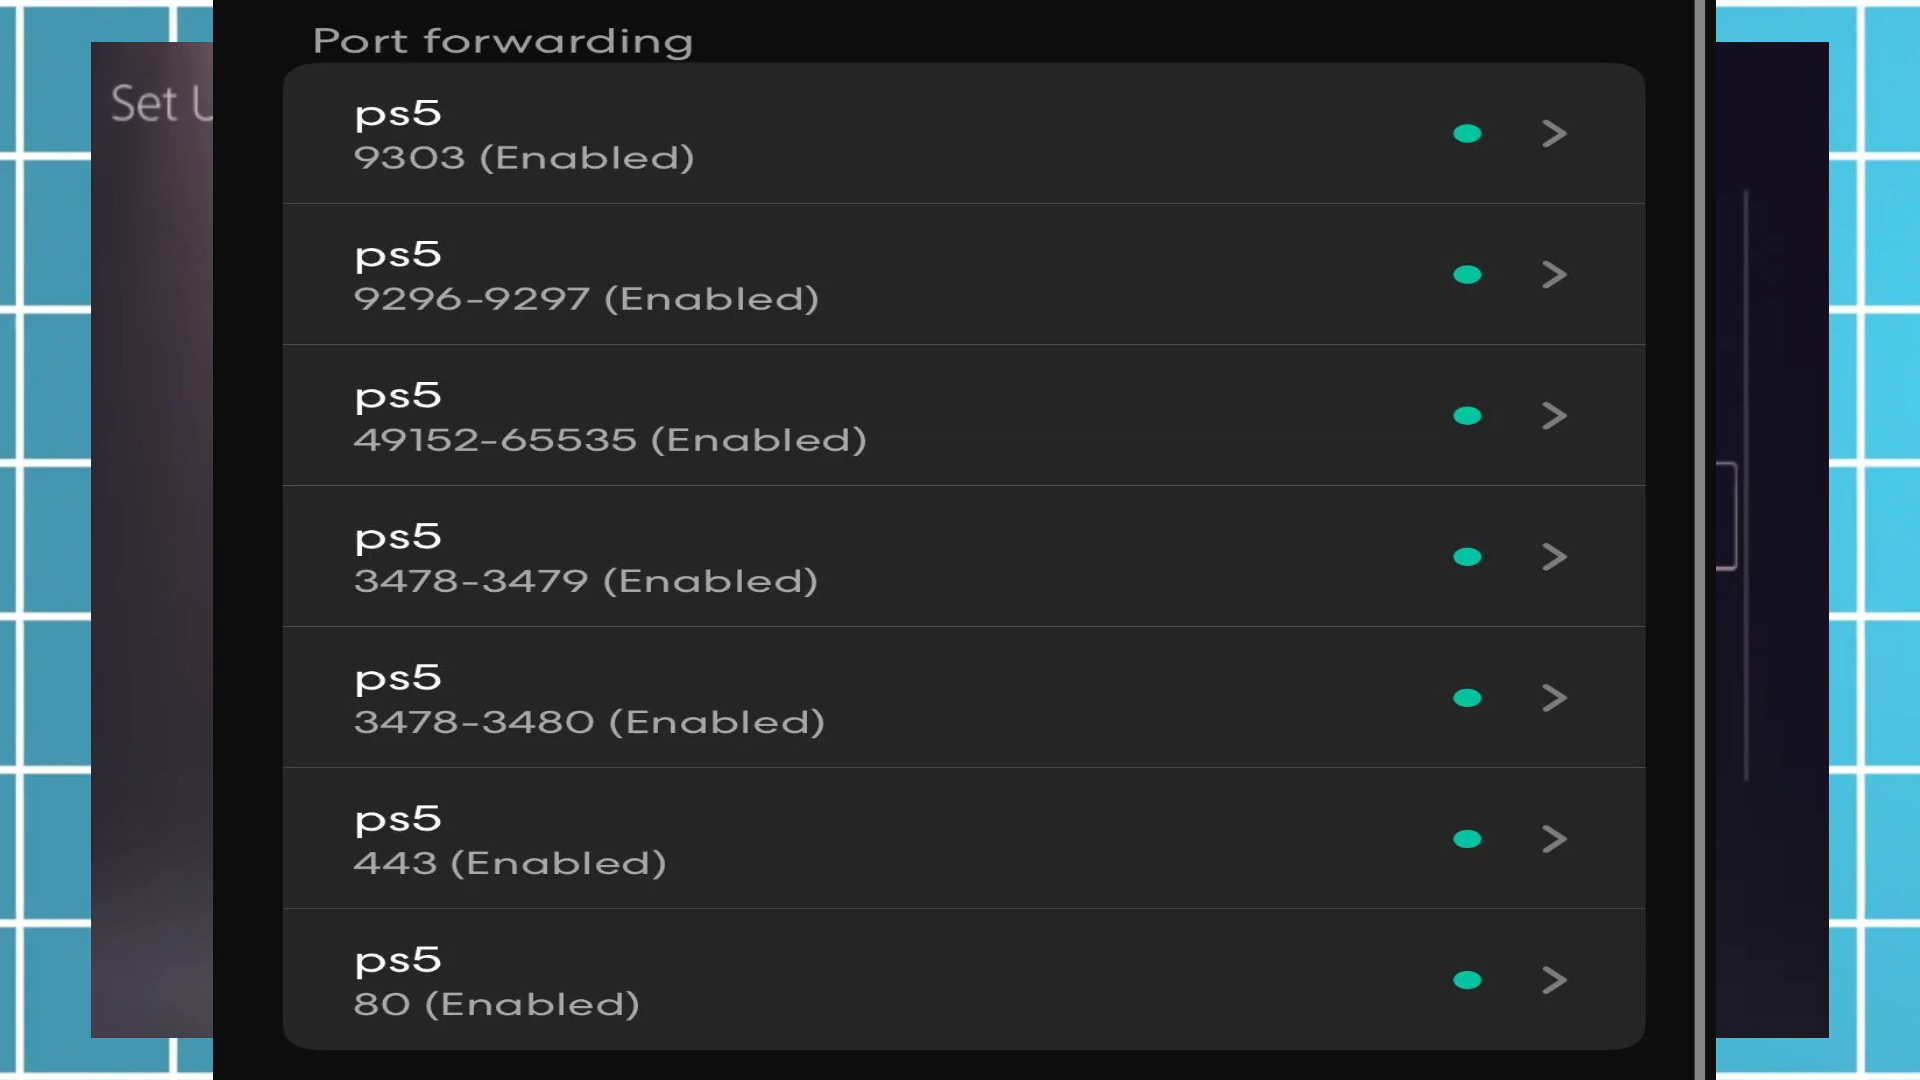 Port forwarding
Set
ps5
9303 (Enabled)
ps5
9296-9297 (Enabled)
ps5
49152-65535 (Enabled)
ps5
3478-3479 (Enabled)
ps5
3478-3480 (Enabled)
ps5
443 (Enabled)
ps5
80 (Enabled)